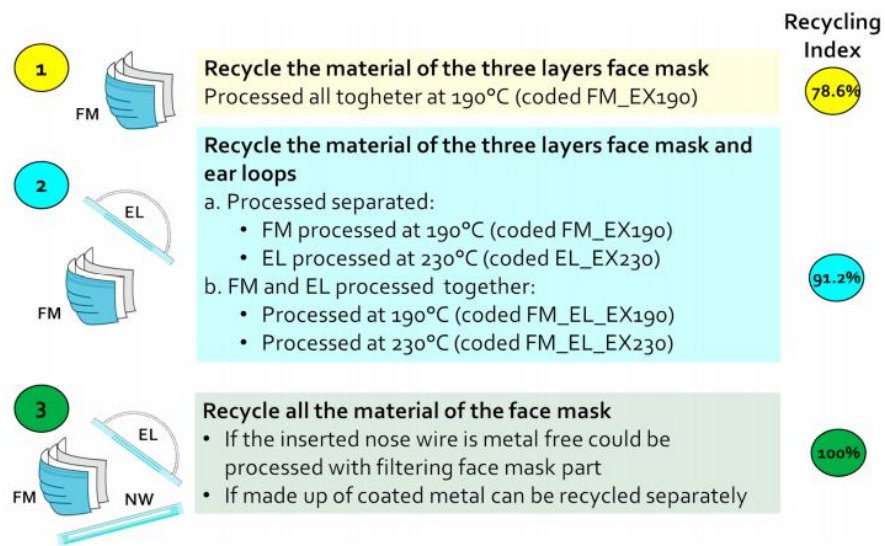 Recycling
Index
1
FM
Recycle the material of the three layers face mask
Processed all togheter at 190°C (coded FM_EX190)
78.6%
2
EL
FM
Recycle the material of the three layers face mask and
ear loops
a. Processed separated:
• FM processed at 190°C (coded FM_EX190)
• EL processed at 230°C (coded EL_EX230)
b. FM and EL processed together:
• Processed at 190°C (coded FM_EL_EX190)
• Processed at 230°C (coded FM_EL_EX230)
91.2%
3
EL
FM
NW
Recycle all the material of the face mask
• If the inserted nose wire is metal free could be
processed with filtering face mask part
• If made up of coated metal can be recycled separately
100%